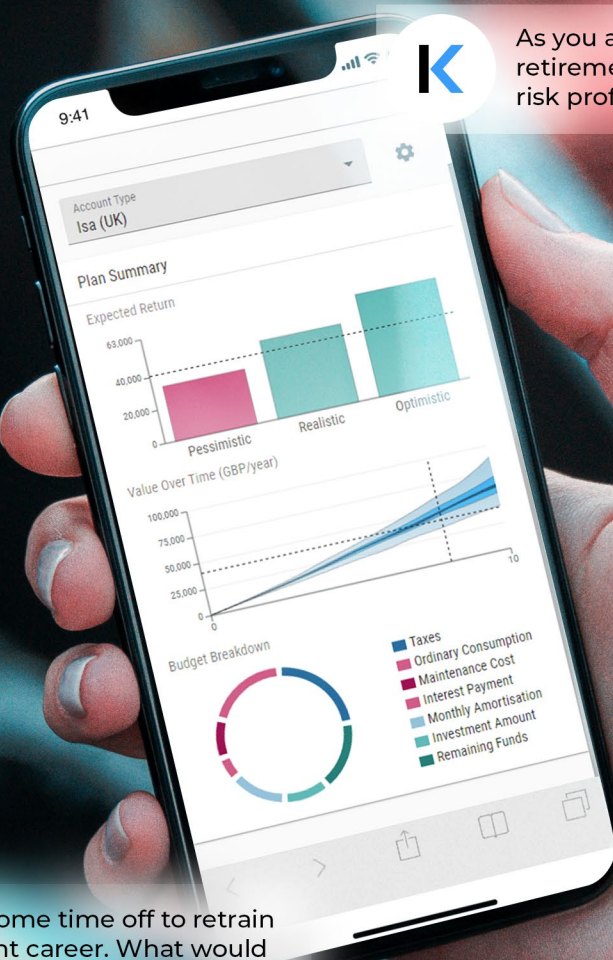 As you a
retireme
risk prof
9:41
Account Type
Isa (UK)
Plan Summary
Expected Return
63,000
40,000
20,000
0
Pessimistic
Realistic
Optimistic
Value Over Time (GBP/year)
100,000
75,000
50,000
25,000
0
0
10
Budget Breakdown
Taxes
Ordinary Consumption
Maintenance Cost
Interest Payment
Monthly Amortisation
Investment Amount
Remaining Funds
ome time off to retrain
nt career. What would